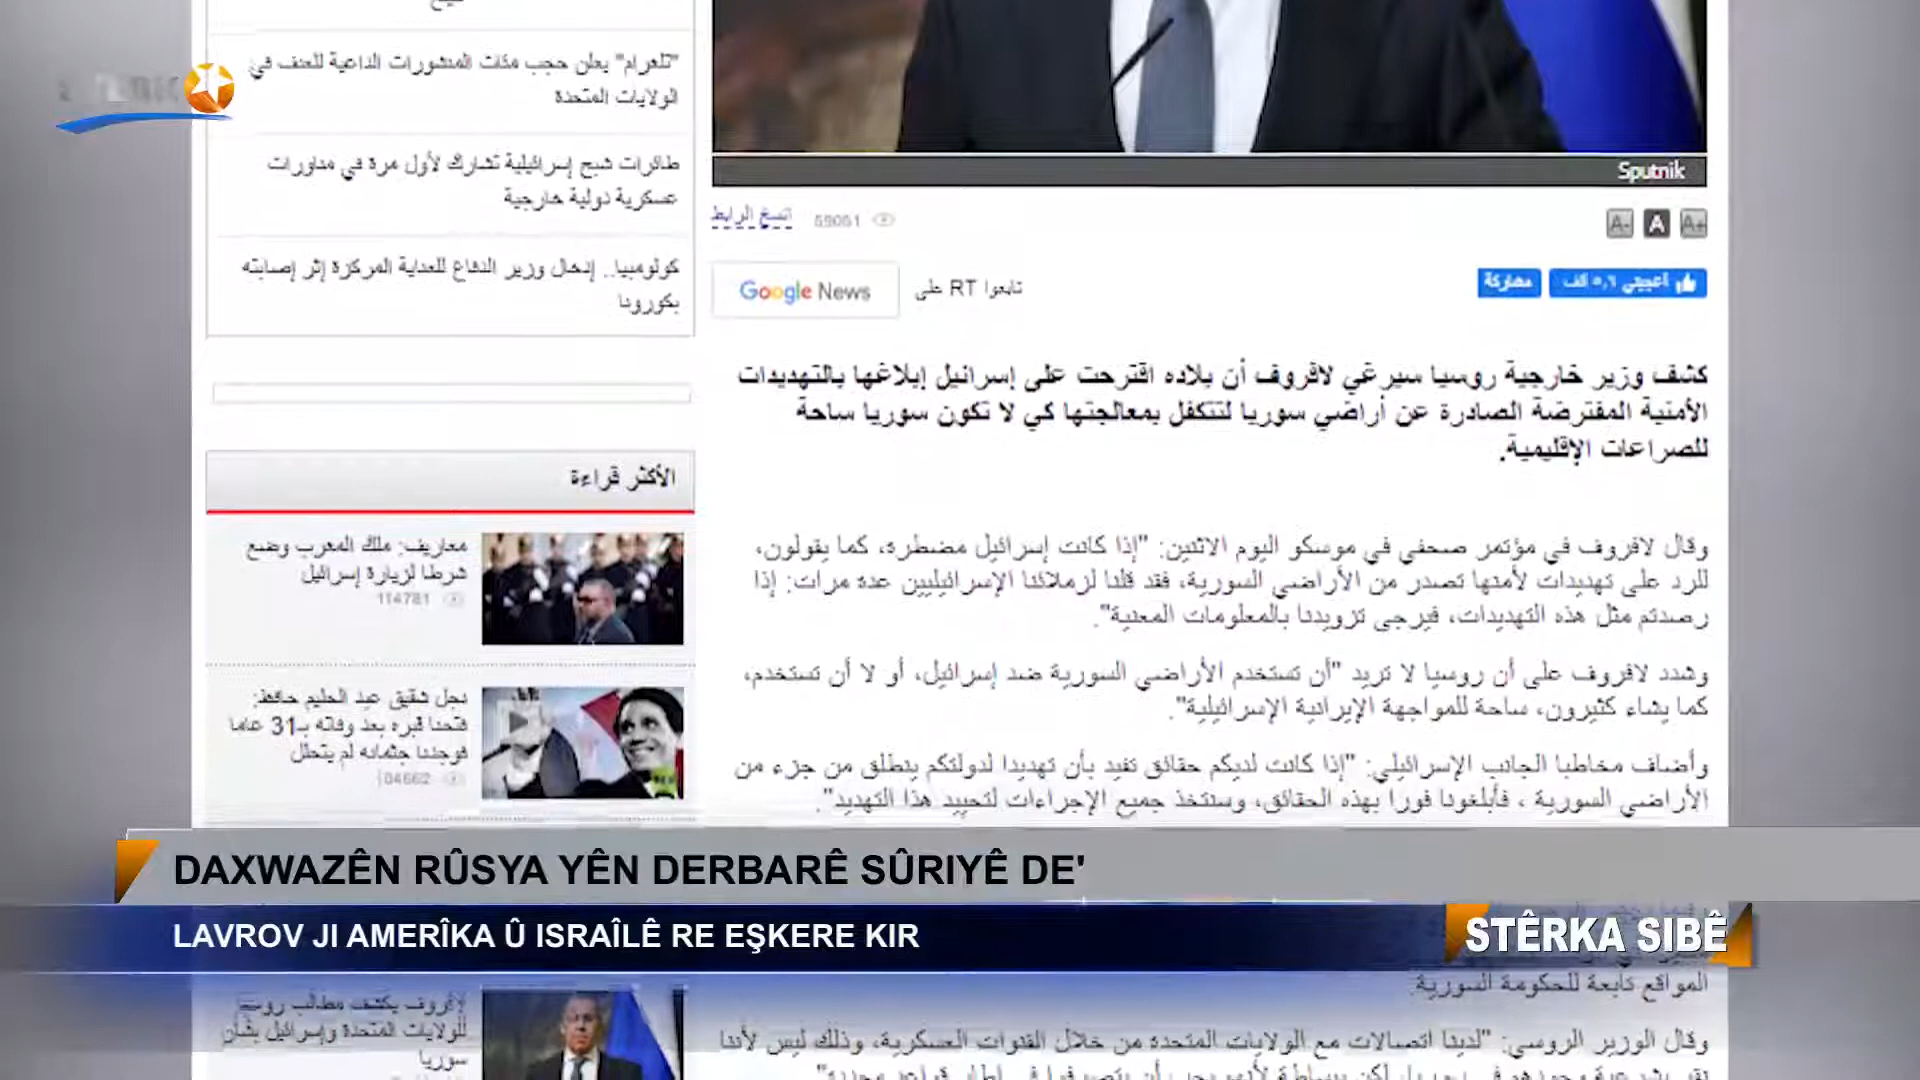 "تلغرام" يعلن حجب مئات المنشورات الداعية للعنف في
الولايات المتحدة
طائرات شبح إسرائيلية تشارك لأول مرة في مناورات
عسكرية دولية خارجية
كولومبيا.. إدخال وزير الدفاع للعناية المركزة إثر إصابته
بكورونا
الأكثر قراءة
معاريف: ملك المغرب وضع
شرطا لزيارة إسرائيل
114781
نجل شقيق عبد الحليم حافظ:
فتحنا قبره بعد وفاته بـ31 عاما
فوجدنا جثمانه لم يتحلل
104662
لافروف يكشف مطالب روسيا
للولايات المتحدة وإسرائيل بشأن
سوريا
Sputnik
A- A A+
انسخ الرابط
تابعوا RT على
Google News
أعجبني ٥,٦ ألف
مشاركة
كشف وزير خارجية روسيا سيرغي لافروف أن بلاده اقترحت على إسرائيل إبلاغها بالتهديدات
الأمنية المفترضة الصادرة عن أراضي سوريا لتتكفل بمعالجتها كي لا تكون سوريا ساحة
للصراعات الإقليمية.
وقال لافروف في مؤتمر صحفي في موسكو اليوم الاثنين: "إذا كانت إسرائيل مضطرة، كما يقولون،
للرد على تهديدات لأمنها تصدر من الأراضي السورية، فقد قلنا لزملائنا الإسرائيليين عدة مرات: إذا
رصدتم مثل هذه التهديدات، فيرجى تزويدنا بالمعلومات المعنية".
وشدد لافروف على أن روسيا لا تريد "أن تستخدم الأراضي السورية ضد إسرائيل، أو لا أن تستخدم،
كما يشاء كثيرون، ساحة للمواجهة الإيرانية الإسرائيلية".
وأضاف مخاطبا الجانب الإسرائيلي: "إذا كانت لديكم حقائق تفيد بأن تهديدا لدولتكم ينطلق من جزء من
الأراضي السورية ، فأبلغونا فورا بهذه الحقائق، وسنتخذ جميع الإجراءات لتحييد هذا التهديد".
DAXWAZÊN RÛSYA YÊN DERBARÊ SÛRIYÊ DE'
LAVROV JI AMERÎKA Û ISRAÎLÊ RE EŞKERE KIR
STÊRKA SIBÊ
المواقع تابعة للحكومة السورية.
وقال الوزير الروسي: "لدينا اتصالات مع الولايات المتحدة من خلال القنوات العسكرية، وذلك ليس لأننا